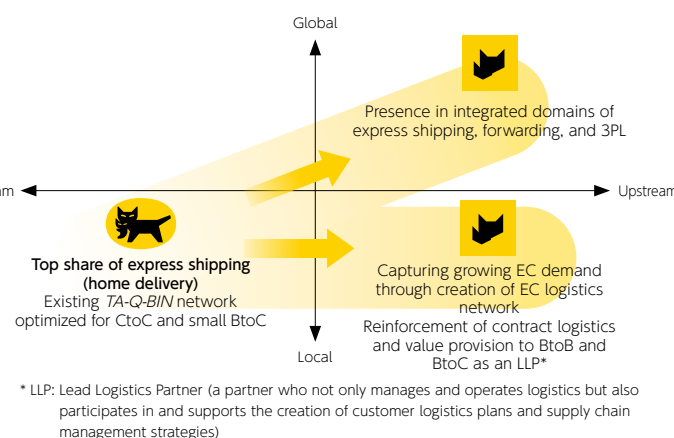 Global
Presence in integrated domains of
express shipping, forwarding, and 3PL
Upstream
Top share of express shipping
(home delivery)
Existing TA-Q-BIN network
optimized for CtoC and small BtoC
Capturing growing EC demand
through creation of EC logistics
network
Reinforcement of contract logistics
and value provision to BtoB and
BtoC as an LLP*
Local
* LLP: Lead Logistics Partner (a partner who not only manages and operates logistics but also
participates in and supports the creation of customer logistics plans and supply chain
management strategies)